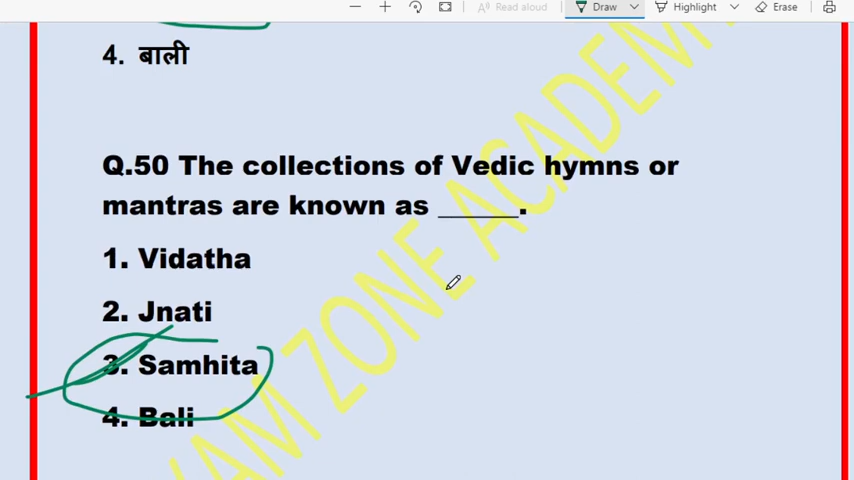 Read aloud
Draw
Highlight
Erase
4. बाली
Q.50 The collections of Vedic hymns or
mantras are known as ______.
1. Vidatha
2. Jnati
3. Samhita
4. Bali
EXAM ZONE ACADEMY